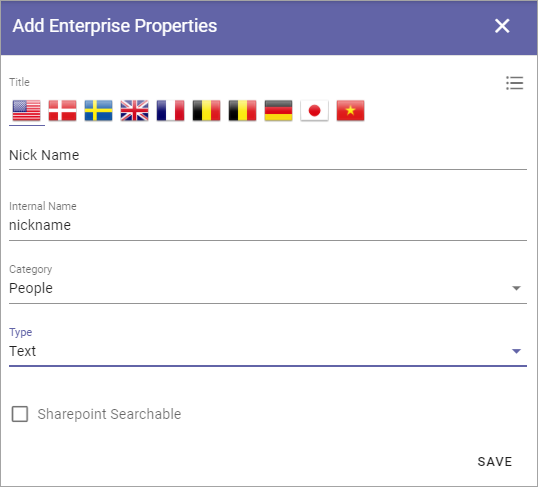 Add Enterprise Properties
Title
Nick Name
Internal Name
nickname
Category
People
Type
Text
Sharepoint Searchable
SAVE